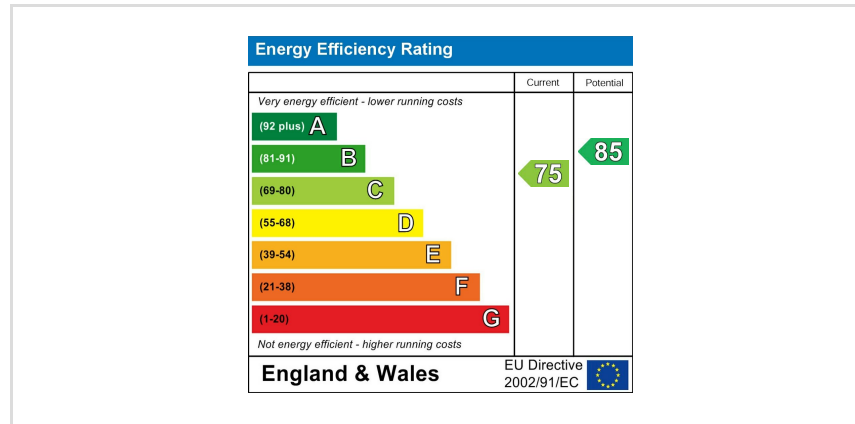 Energy Efficiency Rating
Current Potential
Very energy efficient - lower running costs
(92 plus) A
(81-91) B
(69-80) C
(55-68) D
(39-54) E
(21-38) F
(1-20) G
75
85
Not energy efficient - higher running costs
England & Wales
EU Directive
2002/91/EC